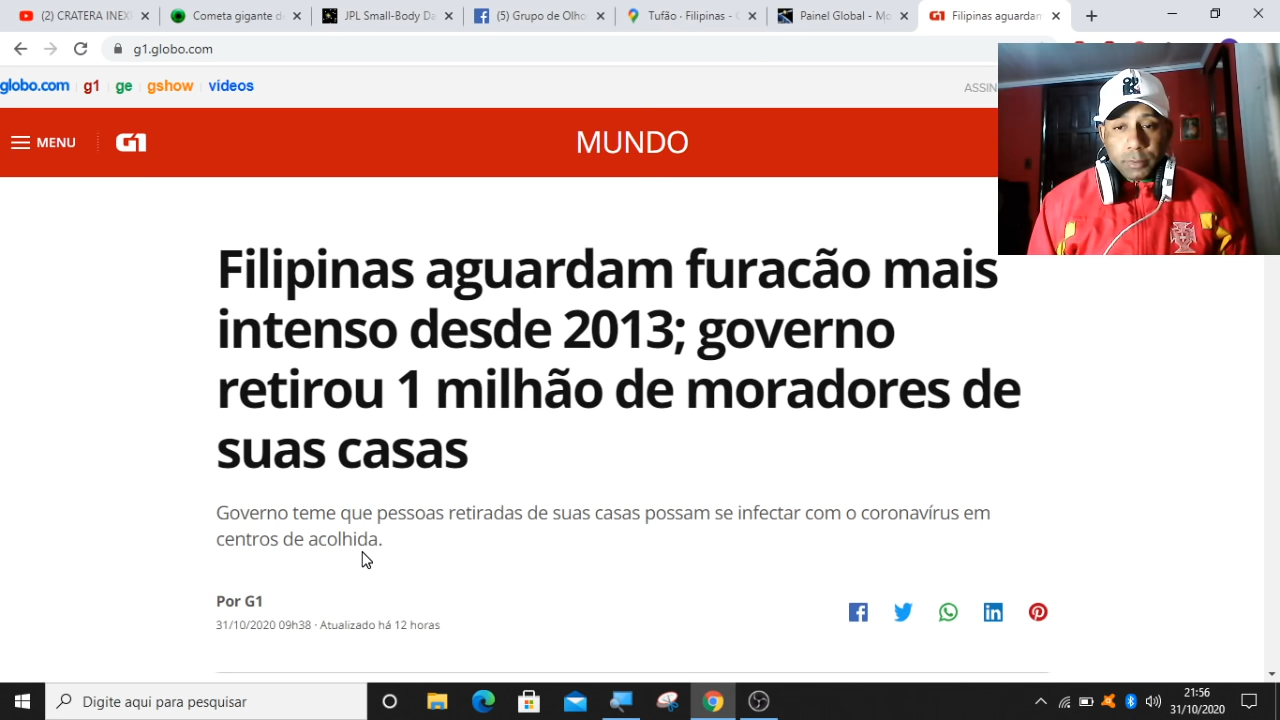 (2) CRATERA INEX
Cometa gigante d
JPL Small-Body Da
(5) Grupo de Olho
Tufão · Filipinas - G
Painel Global - Mo
Filipinas aguardam
g1.globo.com
globo.com g1 ge gshow videos
ASSIN
MENU
G1
MUNDO
Filipinas aguardam furacão mais
intenso desde 2013; governo
retirou 1 milhão de moradores de
suas casas
Governo teme que pessoas retiradas de suas casas possam se infectar com o coronavírus em
centros de acolhida.
Por G1
31/10/2020 09h38 · Atualizado há 12 horas
Digite aqui para pesquisar
21:56
31/10/2020